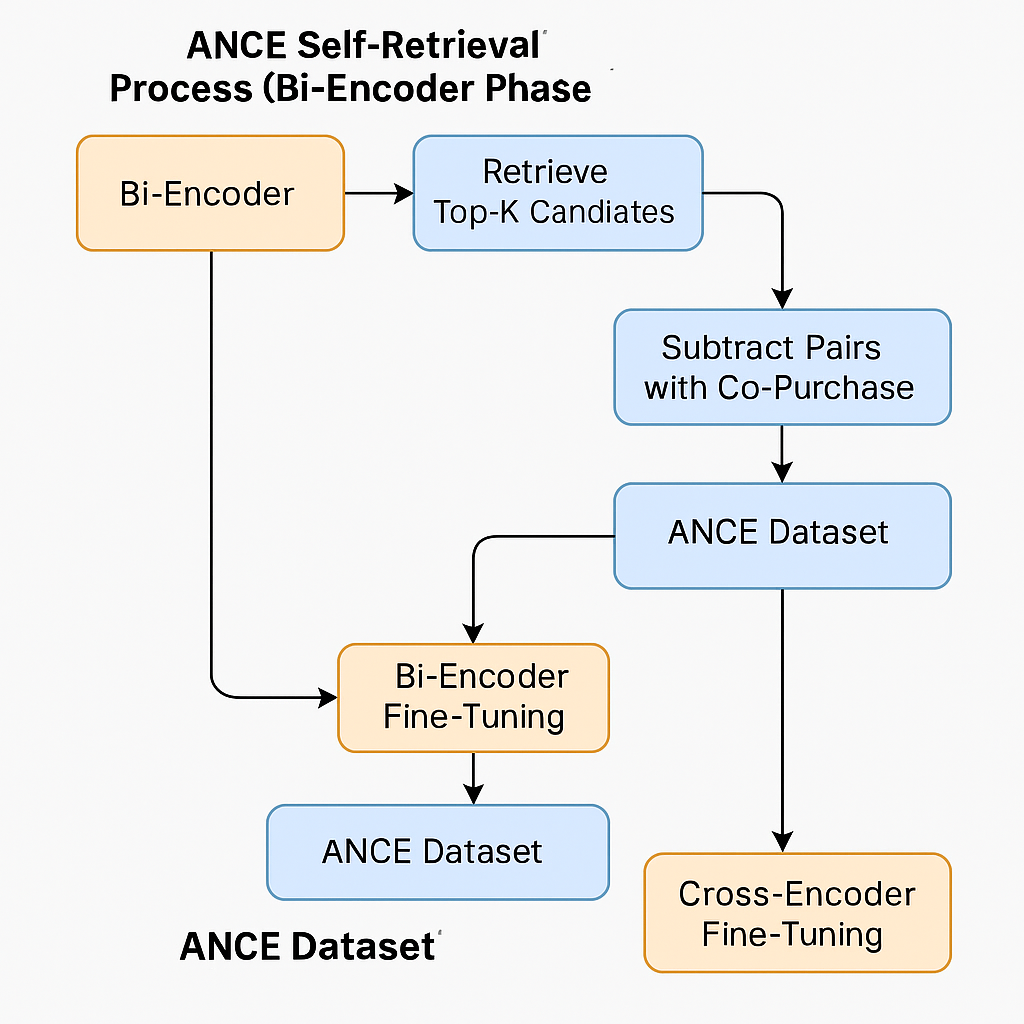 ANCE Self-Retrieval
Process (Bi-Encoder Phase
Bi-Encoder
Retrieve
Top-K Candiates
Subtract Pairs
with Co-Purchase
ANCE Dataset
Bi-Encoder
Fine-Tuning
ANCE Dataset
Cross-Encoder
Fine-Tuning
ANCE Dataset